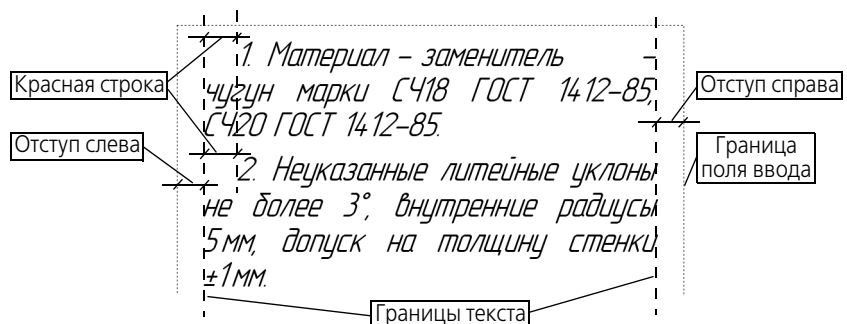 1. Материал – заменитель –
чугун марки СЧ18 ГОСТ 1412–85,
СЧ20 ГОСТ 1412–85.
2. Неуказанные литейные уклоны
не более 3°, внутренние радиусы
5 мм, допуск на толщину стенки
±1 мм.
Красная строка
Отступ слева
Отступ справа
Граница
поля ввода
Границы текста